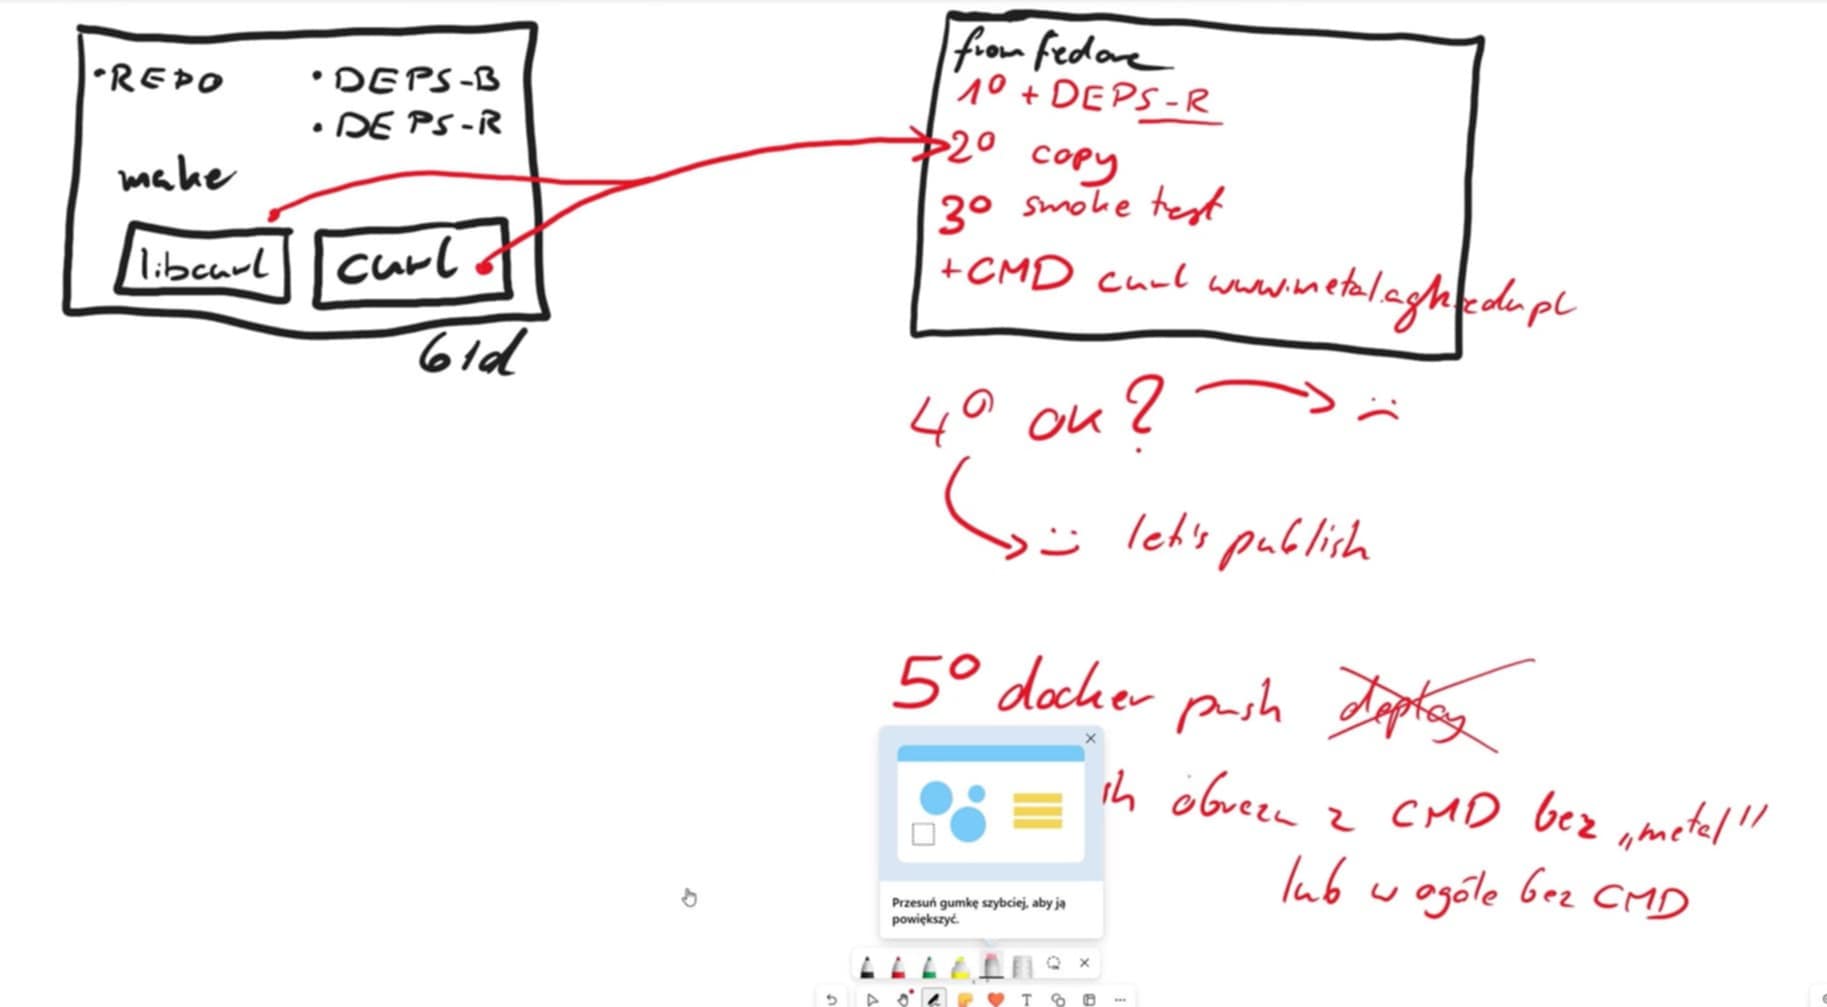 • REPO
• DEPS-B
• DEPS-R
make
libcurl
curl
bld
from fedora
1° + DEPS-R
2° copy
3° smoke test
+ CMD curl www.metal.agh.edu.pl
4° ok?
let's publish
5° docker push deploy
obrazu z CMD bez „metal"
lub w ogóle bez CMD
Przesuń gumkę szybciej, aby ją
powiększyć.